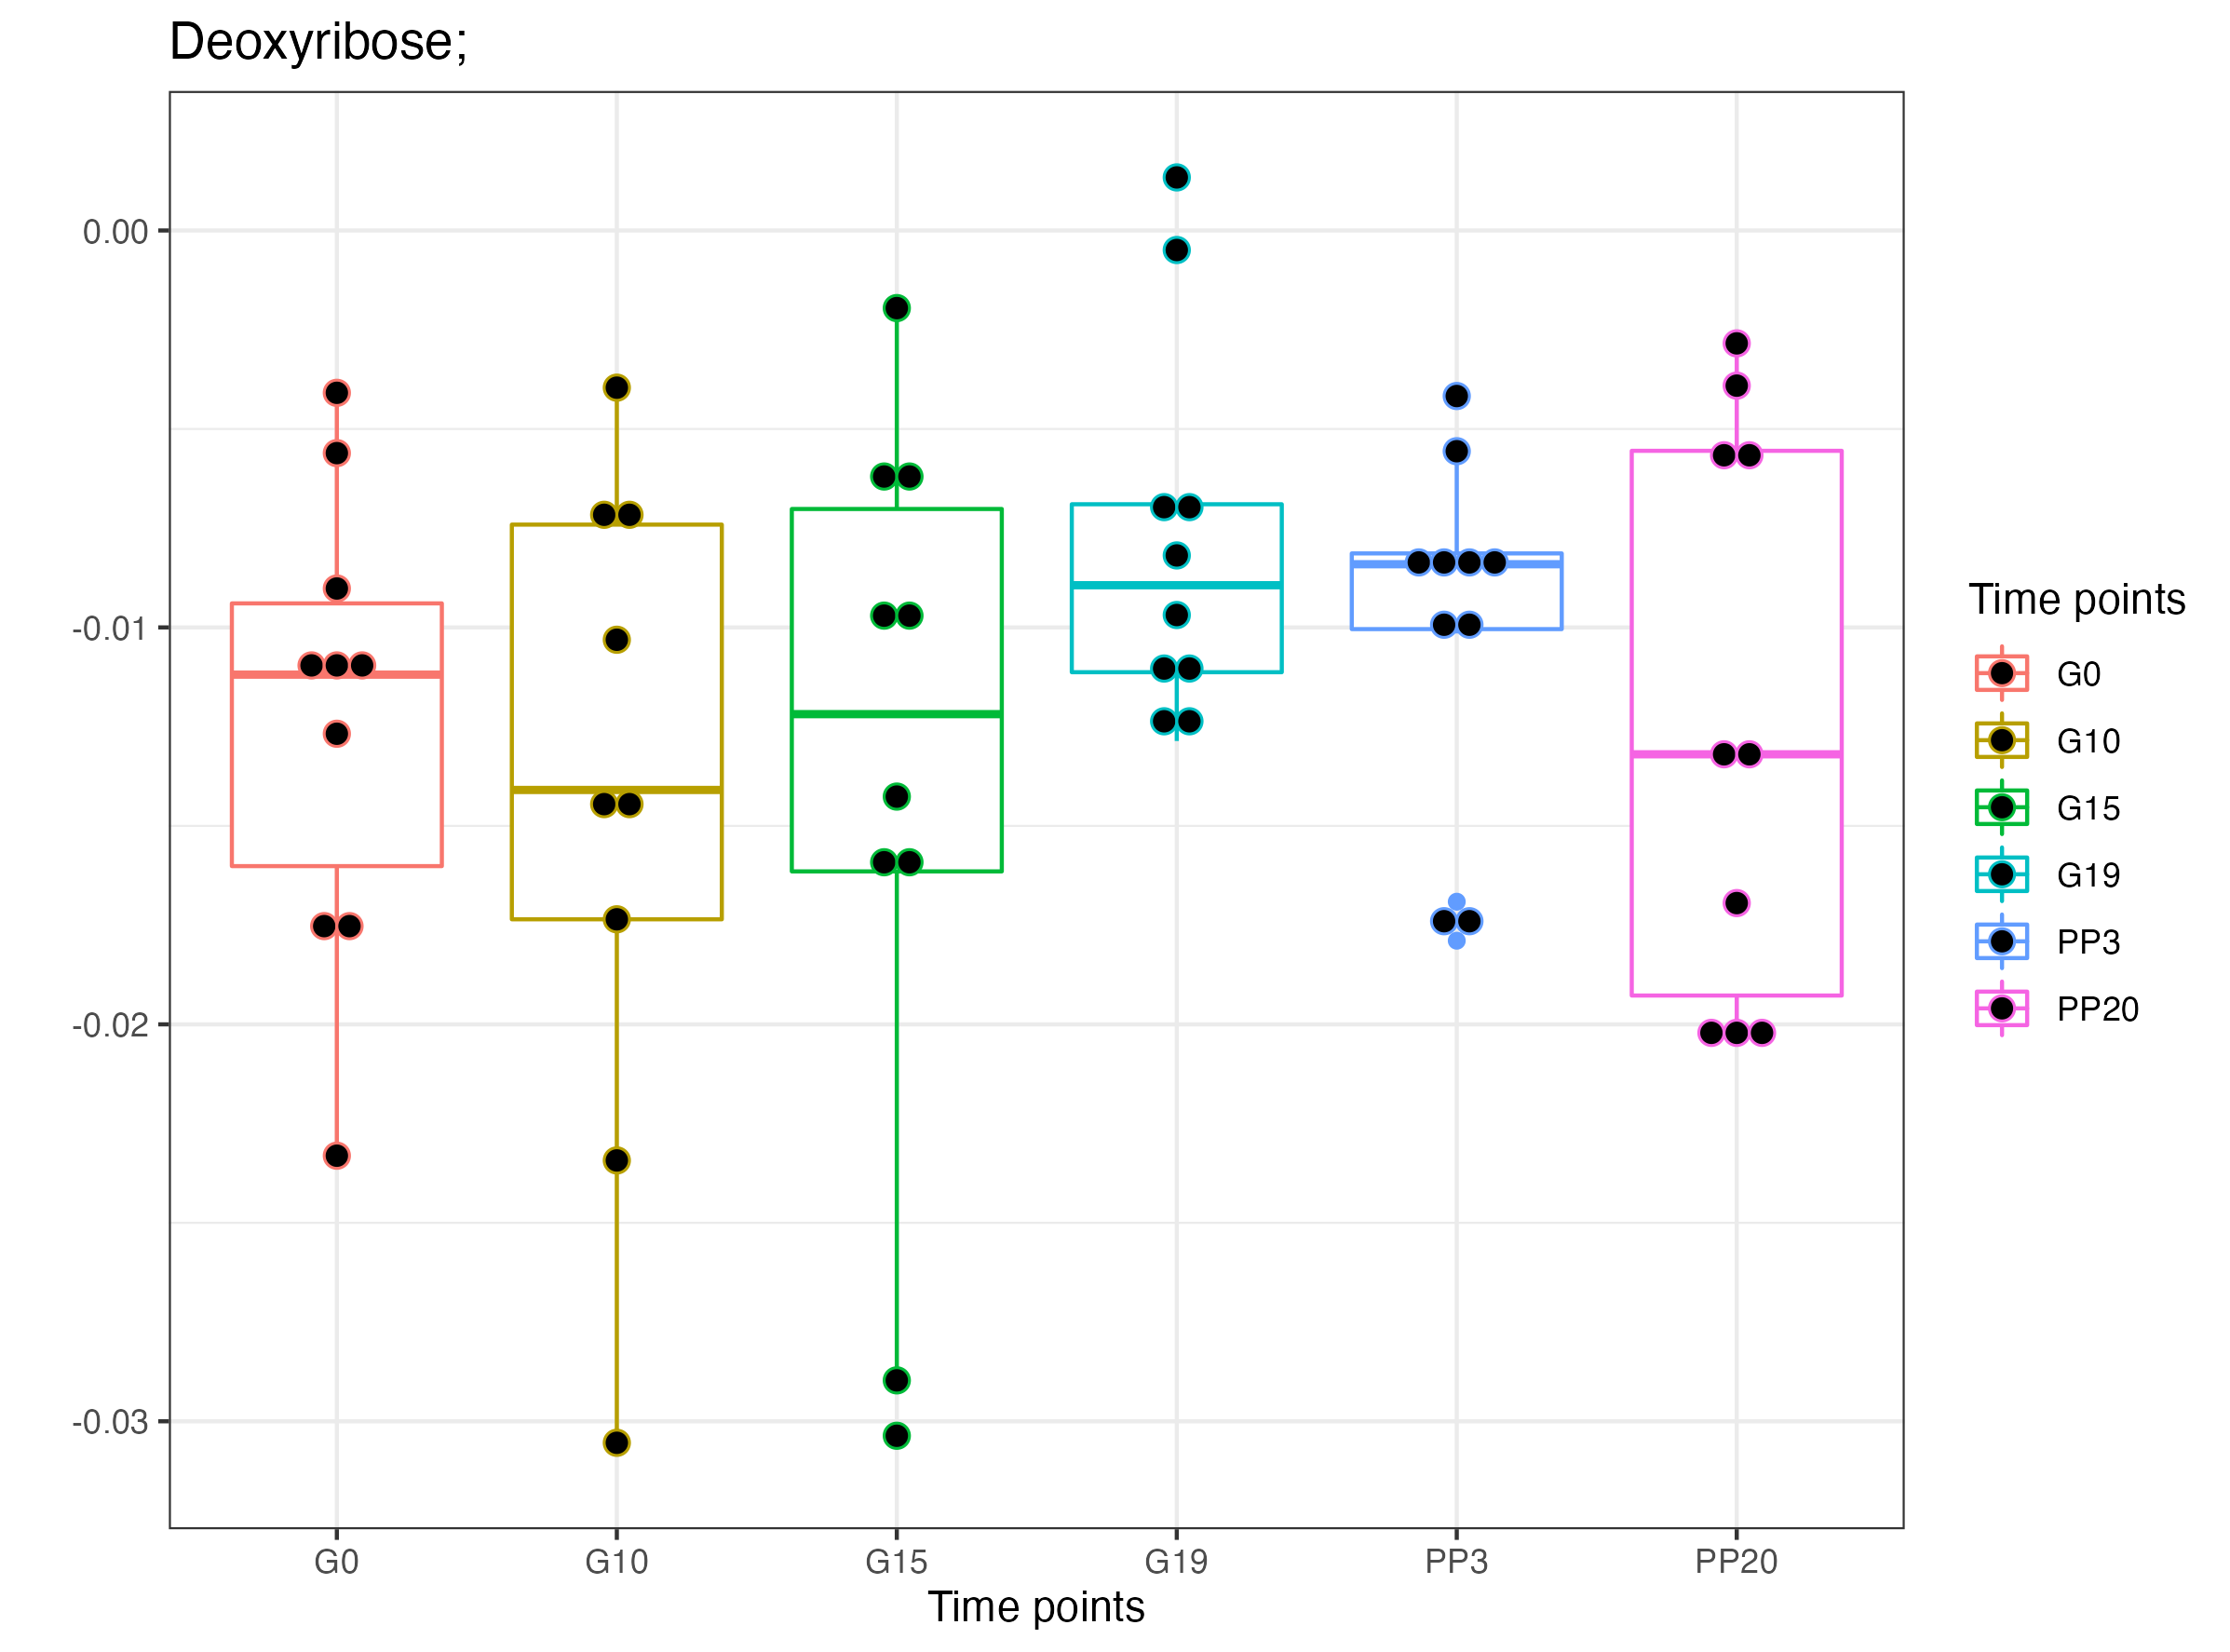 Deoxyribose;
0.00
-0.01
-0.02
-0.03
G0 G10 G15 G19 PP3 PP20
Time points
Time points
G0
G10
G15
G19
PP3
PP20